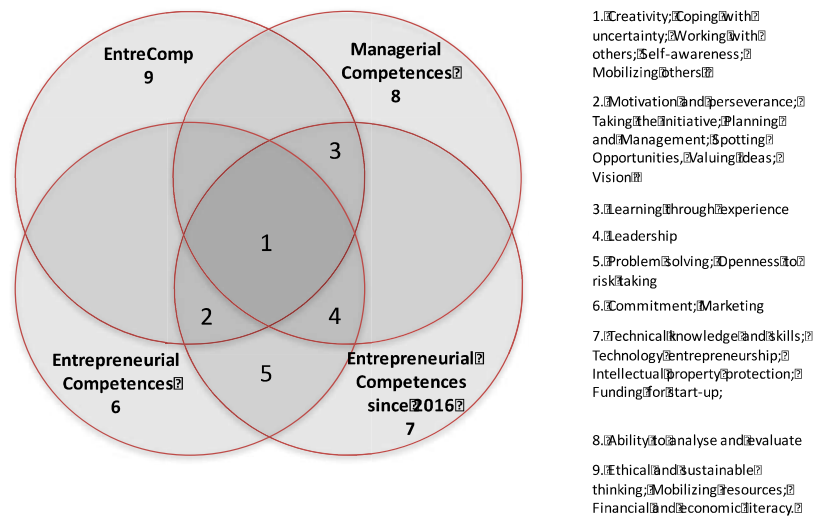 EntreComp
9
Managerial
Competences
8
3
1
2
4
5
Entrepreneurial
Competences
6
Entrepreneurial
Competences
since 2016
7
1. Creativity; Coping with
uncertainty; Working with
others; Self-awareness;
Mobilizing others
2. Motivation and perseverance;
Taking the initiative; Planning
and Management; Spotting
Opportunities, Valuing Ideas;
Vision
3. Learning through experience
4. Leadership
5. Problem solving; Openness to
risk taking
6. Commitment; Marketing
7. Technical knowledge and skills;
Technology entrepreneurship;
Intellectual property protection;
Funding for start-up;
8. Ability to analyse and evaluate
9. Ethical and sustainable
thinking; Mobilizing resources;
Financial and economic literacy.